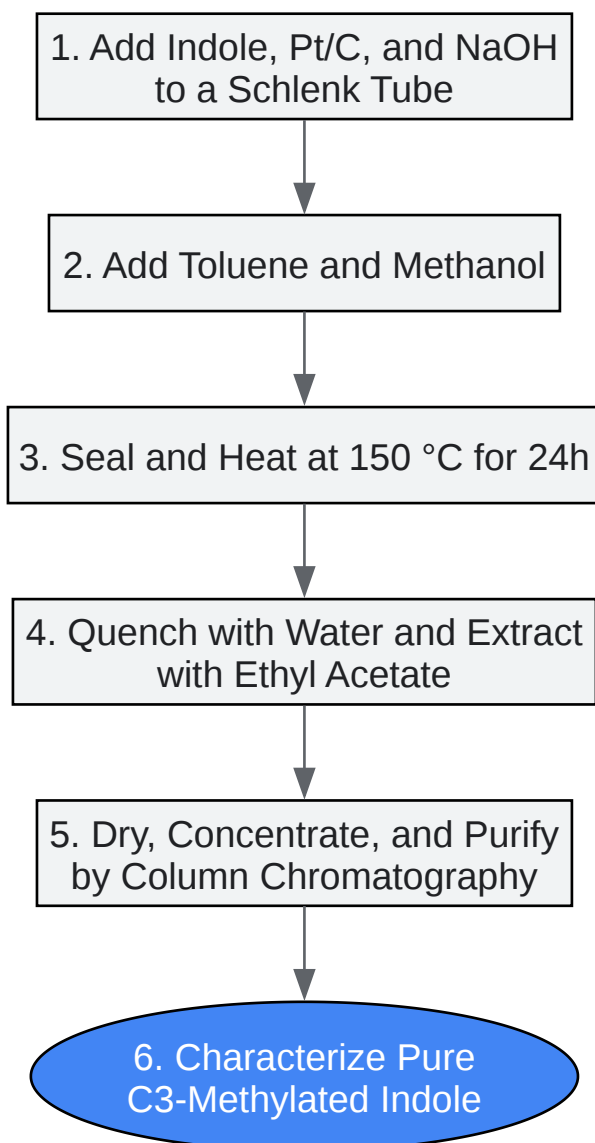 1. Add Indole, Pt/C, and NaOH
to a Schlenk Tube
2. Add Toluene and Methanol
3. Seal and Heat at 150 °C for 24h
4. Quench with Water and Extract
with Ethyl Acetate
5. Dry, Concentrate, and Purify
by Column Chromatography
6. Characterize Pure
C3-Methylated Indole